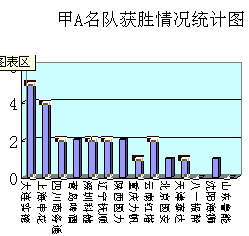 甲A名队获胜情况统计图
图表区
6
4
2
0
大连实德
上海申花
四川商务通
青岛啤酒
深圳科健
辽宁抚顺
陕西国力
重庆力帆
云南红塔
北京国安
天津泰达
八一振邦
沈阳海狮
山东鲁能